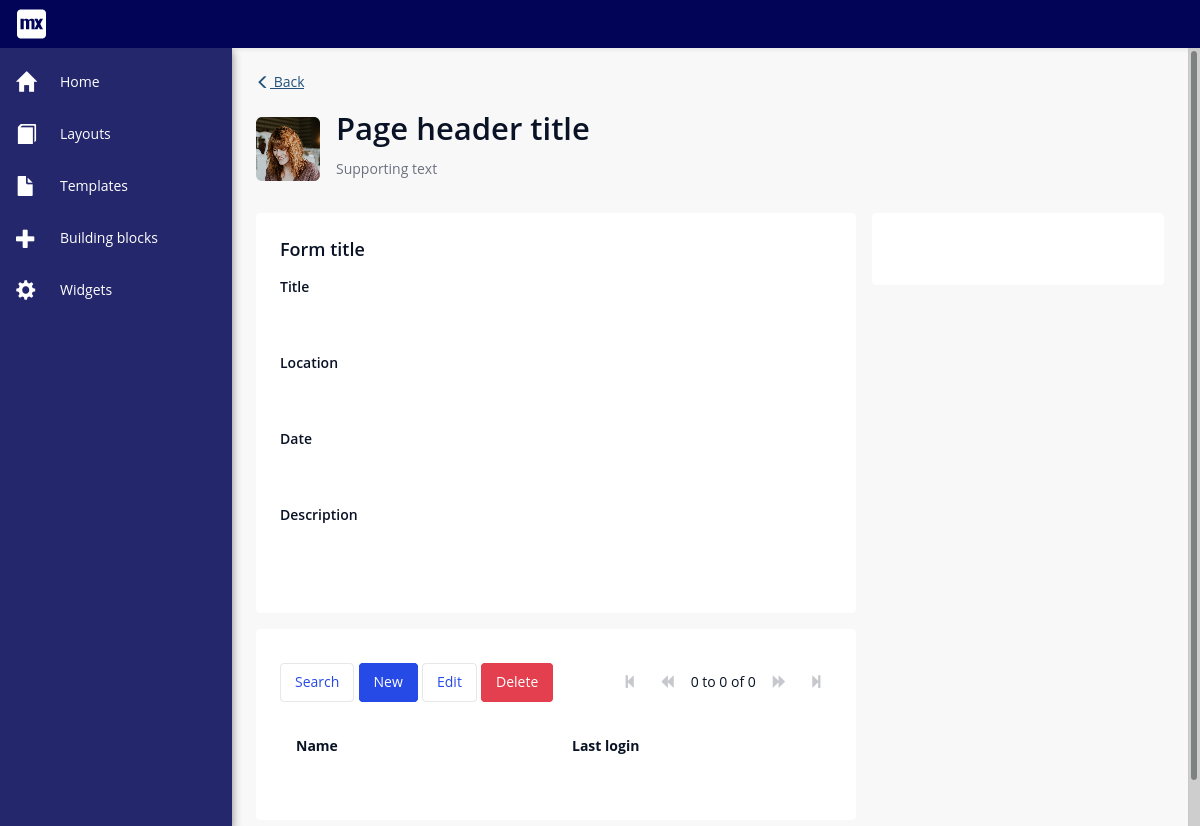 mx
Home
Layouts
Templates
Building blocks
Widgets
Back
Page header title
Supporting text
Form title
Title
Location
Date
Description
Search New Edit Delete 0 to 0 of 0
Name Last login